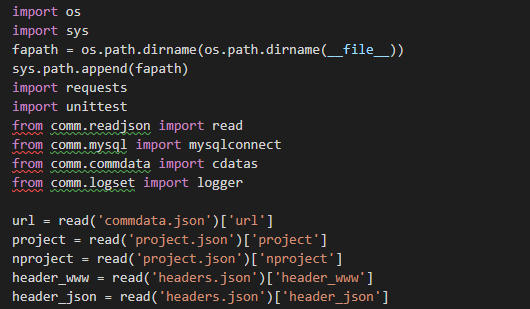 import os
import sys
fapath = os.path.dirname(os.path.dirname(__file__))
sys.path.append(fapath)
import requests
import unittest
from comm.readjson import read
from comm.mysql import mysqlconnect
from comm.commdata import cdatas
from comm.logset import logger
url = read('commdata.json')['url']
project = read('project.json')['project']
nproject = read('project.json')['nproject']
header_www = read('headers.json')['header_www']
header_json = read('headers.json')['header_json']